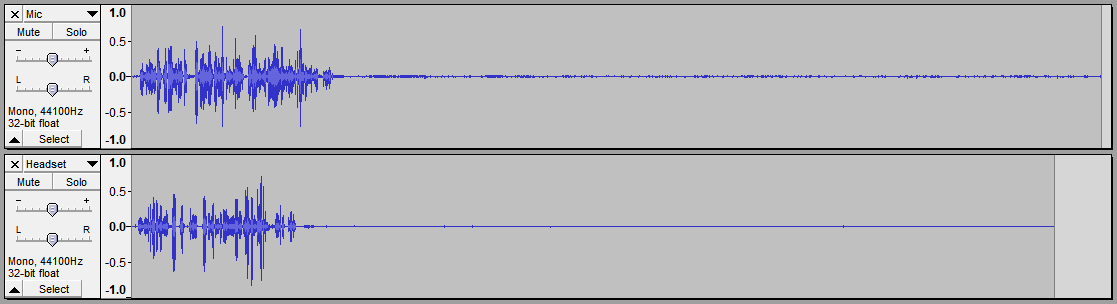 Mic
Mute Solo
- +
L R
Mono, 44100Hz
32-bit float
Select
1.0
0.5
0.0
-0.5
-1.0
Headset
Mute Solo
- +
L R
Mono, 44100Hz
32-bit float
Select
1.0
0.5
0.0
-0.5
-1.0